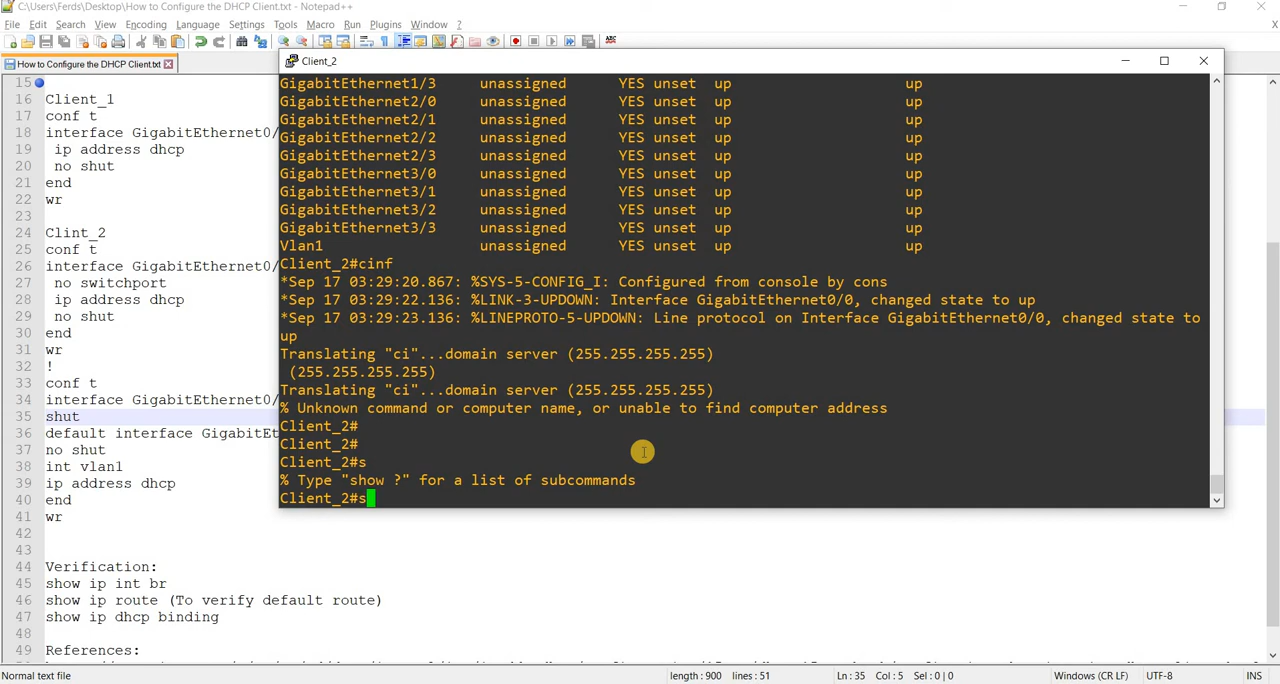 C:\Users\Ferds\Desktop\How to Configure the DHCP Client.txt - Notepad++
File Edit Search View Encoding Language Settings Tools Macro Run Plugins Window ?
How to Configure the DHCP Client.txt
Client_2
15
16 Client_1
17 conf t
18 interface GigabitEthernet0/
19 ip address dhcp
20 no shut
21 end
22 wr
23
24 Clint_2
25 conf t
26 interface GigabitEthernet0/
27 no switchport
28 ip address dhcp
29 no shut
30 end
31 wr
32 !
33 conf t
34 interface GigabitEthernet0/
35 shut
36 default interface GigabitEt
37 no shut
38 int vlan1
39 ip address dhcp
40 end
41 wr
42
43
44 Verification:
45 show ip int br
46 show ip route (To verify default route)
47 show ip dhcp binding
48
49 References:
GigabitEthernet1/3 unassigned YES unset up up
GigabitEthernet2/0 unassigned YES unset up up
GigabitEthernet2/1 unassigned YES unset up up
GigabitEthernet2/2 unassigned YES unset up up
GigabitEthernet2/3 unassigned YES unset up up
GigabitEthernet3/0 unassigned YES unset up up
GigabitEthernet3/1 unassigned YES unset up up
GigabitEthernet3/2 unassigned YES unset up up
GigabitEthernet3/3 unassigned YES unset up up
Vlan1 unassigned YES unset up up
Client_2#cinf
*Sep 17 03:29:20.867: %SYS-5-CONFIG_I: Configured from console by cons
*Sep 17 03:29:22.136: %LINK-3-UPDOWN: Interface GigabitEthernet0/0, changed state to up
*Sep 17 03:29:23.136: %LINEPROTO-5-UPDOWN: Line protocol on Interface GigabitEthernet0/0, changed state to
up
Translating "ci"...domain server (255.255.255.255)
(255.255.255.255)
Translating "ci"...domain server (255.255.255.255)
% Unknown command or computer name, or unable to find computer address
Client_2#
Client_2#
Client_2#s
% Type "show ?" for a list of subcommands
Client_2#s
Normal text file length : 900 lines : 51 Ln : 35 Col : 5 Sel : 0 | 0 Windows (CR LF) UTF-8 INS